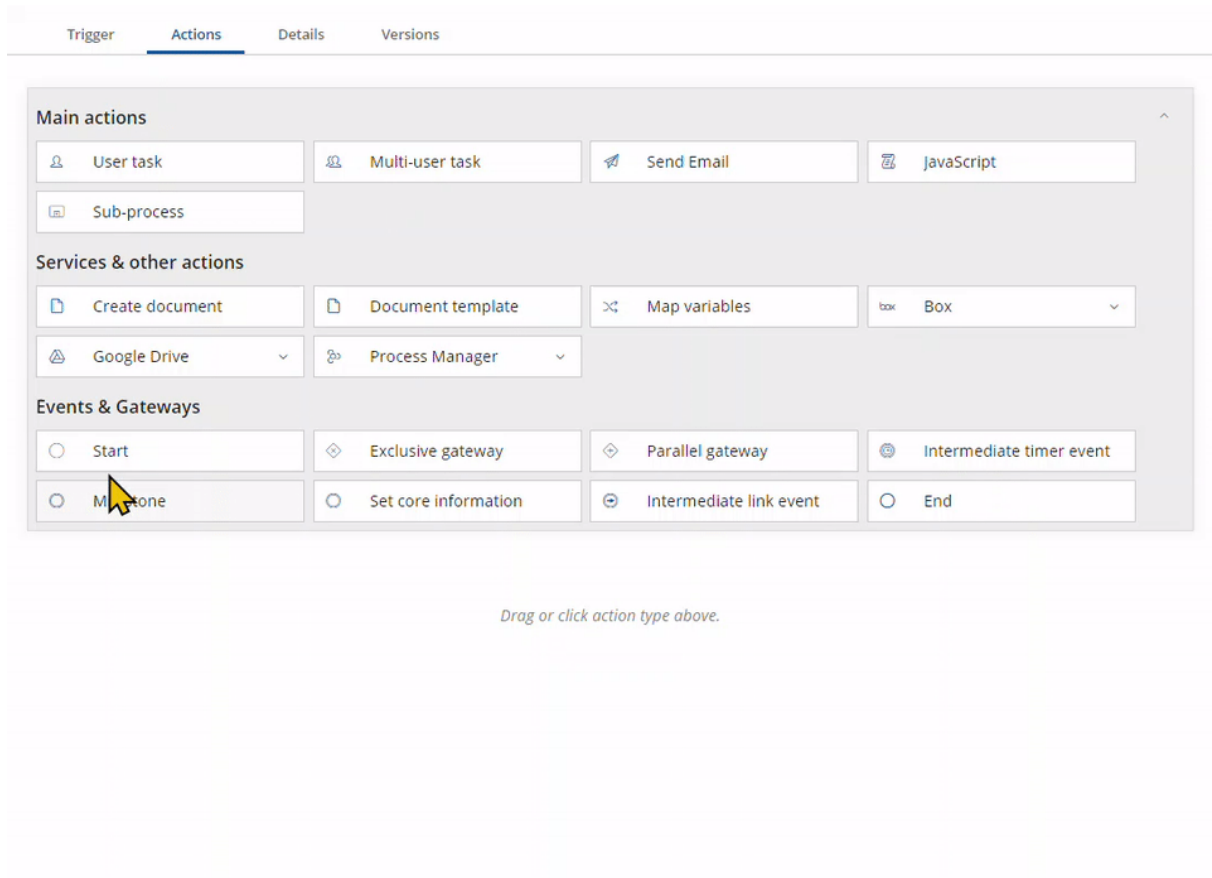 Trigger Actions Details Versions
Main actions
User task Multi-user task Send Email JavaScript
Sub-process
Services & other actions
Create document Document template Map variables box Box
Google Drive Process Manager
Events & Gateways
Start Exclusive gateway Parallel gateway Intermediate timer event
Set core information Intermediate link event End
Drag or click action type above.